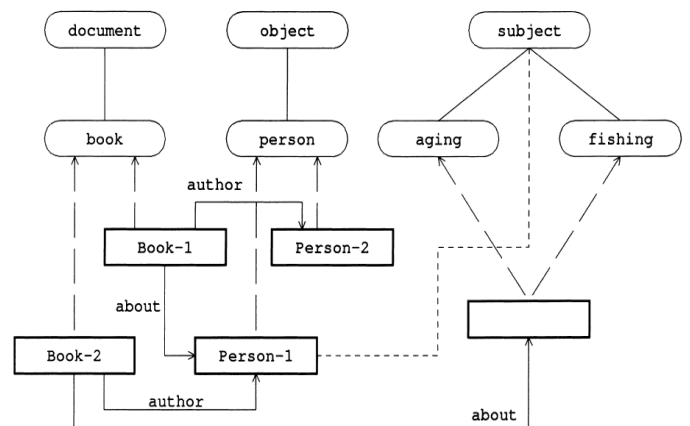 document
object
subject
book
person
aging
fishing
author
Book-1
Person-2
about
Book-2
Person-1
author
about